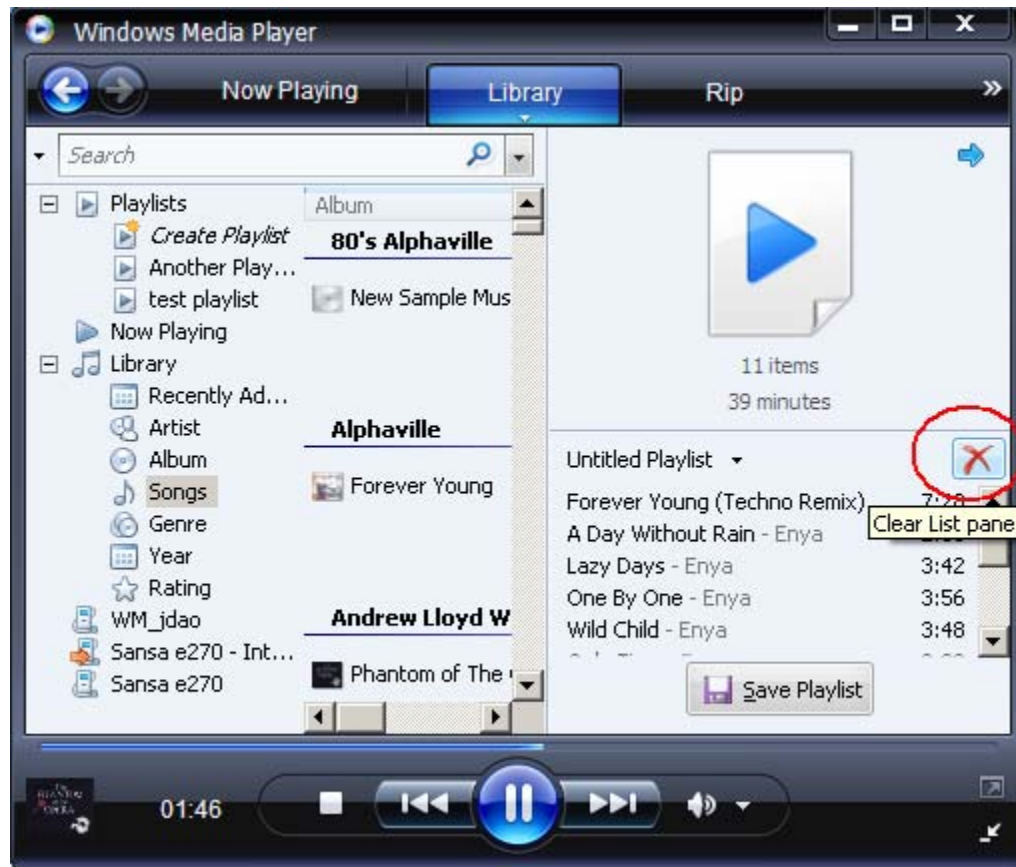 Windows Media Player
Now Playing
Library
Rip
»
Search
Playlists
Create Playlist
Another Play...
test playlist
Now Playing
Library
Recently Ad...
Artist
Album
Songs
Genre
Year
Rating
WM_jdao
Sansa e270 - Int...
Sansa e270
Album
80's Alphaville
New Sample Mus
Alphaville
Forever Young
Andrew Lloyd W
Phantom of The
11 items
39 minutes
Untitled Playlist
Forever Young (Techno Remix) 7:28
Clear List pane
A Day Without Rain - Enya
Lazy Days - Enya 3:42
One By One - Enya 3:56
Wild Child - Enya 3:48
Save Playlist
01:46